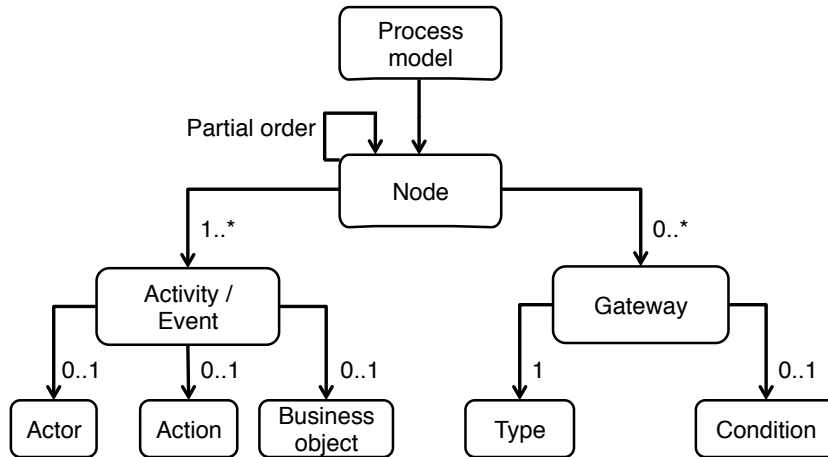 Process
model
Partial order
Node
1..*
0..*
Activity /
Event
Gateway
0..1
0..1
0..1
1
0..1
Actor
Action
Business
object
Type
Condition